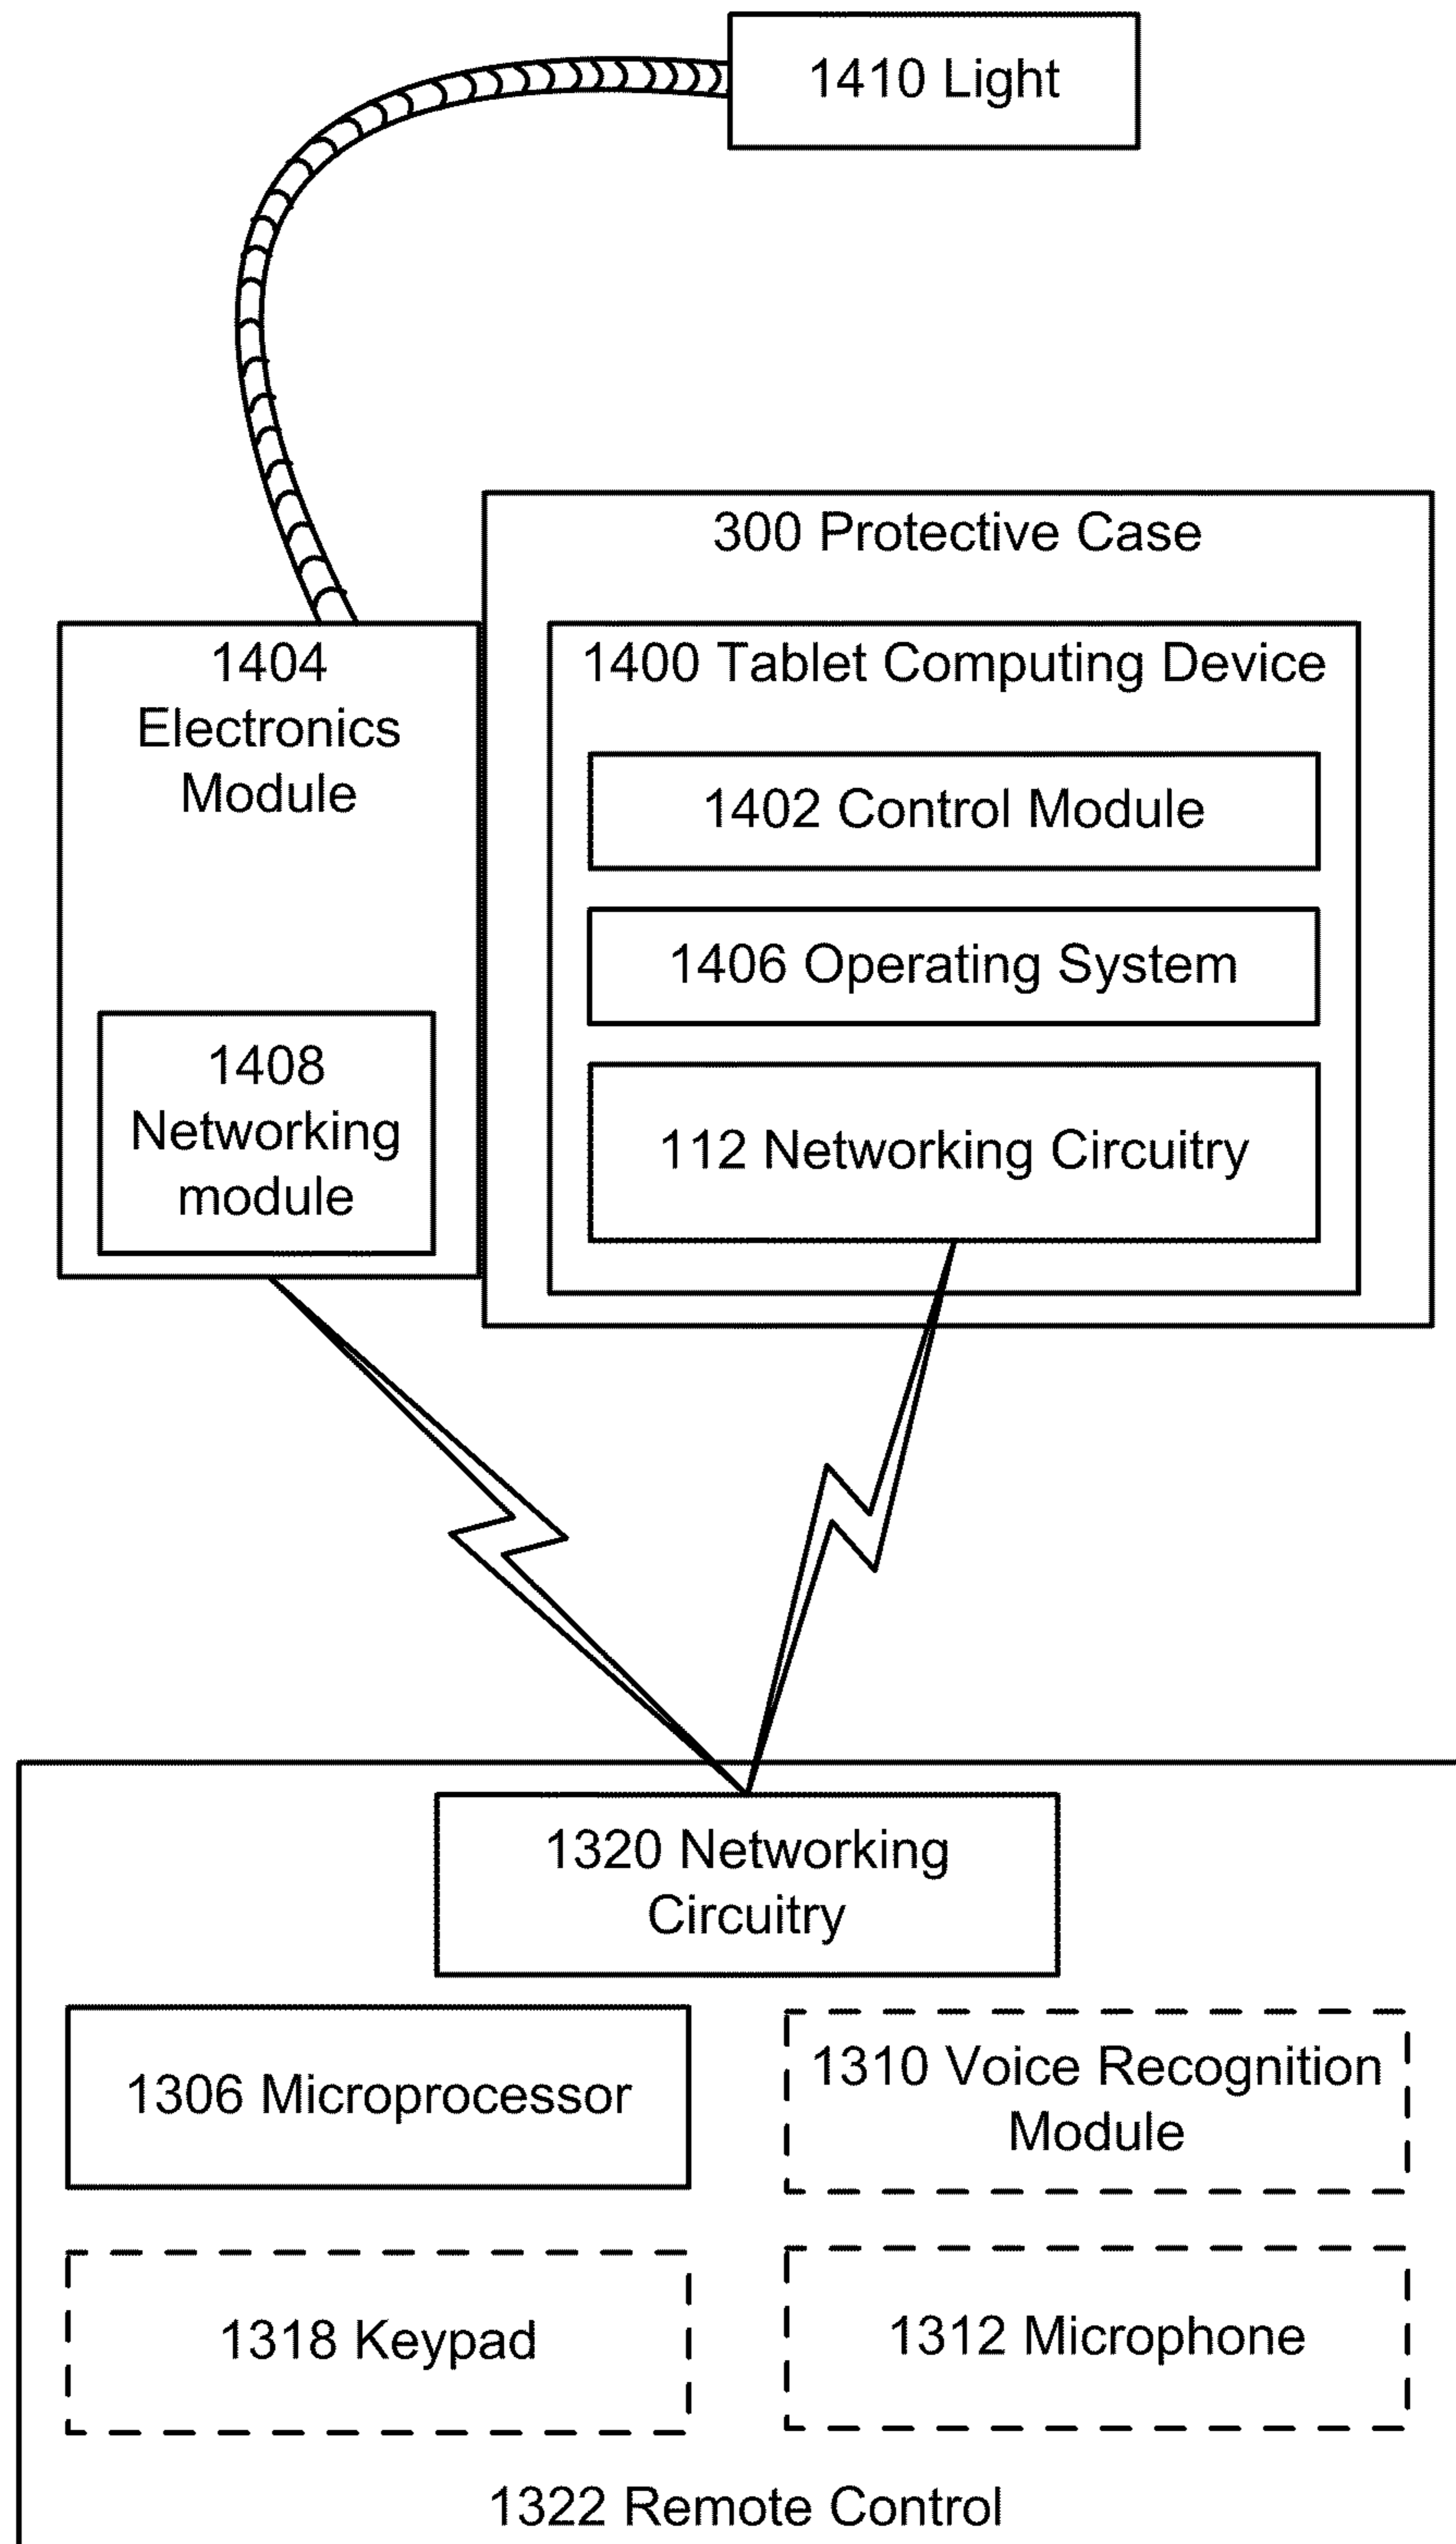 1410 Light
300 Protective Case
1404
Electronics
Module
1400 Tablet Computing Device
1402 Control Module
1406 Operating System
1408
Networking
module
112 Networking Circuitry
1320 Networking
Circuitry
1306 Microprocessor
1310 Voice Recognition
Module
1318 Keypad
1312 Microphone
1322 Remote Control